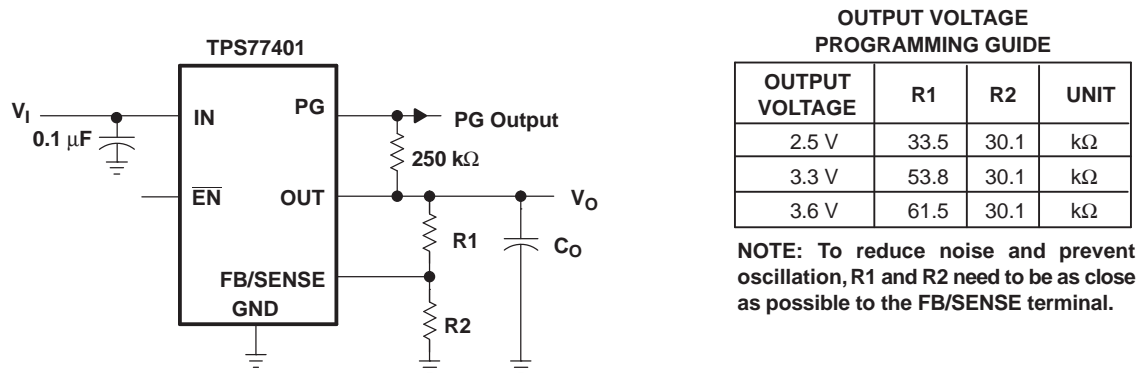 TPS77401
V_I
0.1 μF
IN
PG
PG Output
250 kΩ
E̅N̅
OUT
V_O
R1
C_O
FB/SENSE
GND
R2
OUTPUT VOLTAGE
PROGRAMMING GUIDE
OUTPUT VOLTAGE R1 R2 UNIT
2.5 V 33.5 30.1 kΩ
3.3 V 53.8 30.1 kΩ
3.6 V 61.5 30.1 kΩ
NOTE: To reduce noise and prevent
oscillation, R1 and R2 need to be as close
as possible to the FB/SENSE terminal.